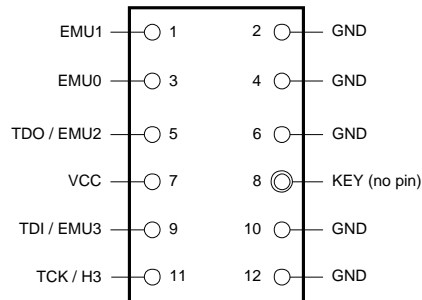 EMU1 1 2 GND
EMU0 3 4 GND
TDO / EMU2 5 6 GND
VCC 7 8 KEY (no pin)
TDI / EMU3 9 10 GND
TCK / H3 11 12 GND